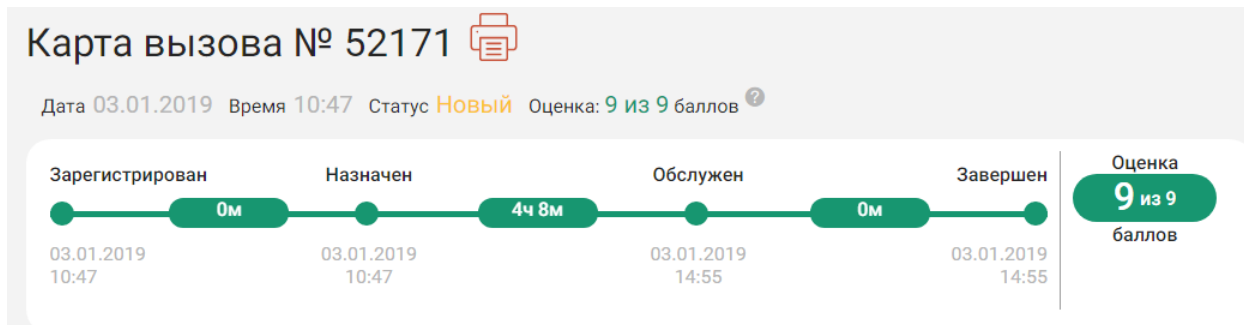 Карта вызова № 52171
Дата 03.01.2019 Время 10:47 Статус Новый Оценка: 9 из 9 баллов ?
Зарегистрирован Назначен Обслужен Завершен Оценка
0м 4ч 8м 0м 9 из 9
баллов
03.01.2019 03.01.2019 03.01.2019 03.01.2019
10:47 10:47 14:55 14:55